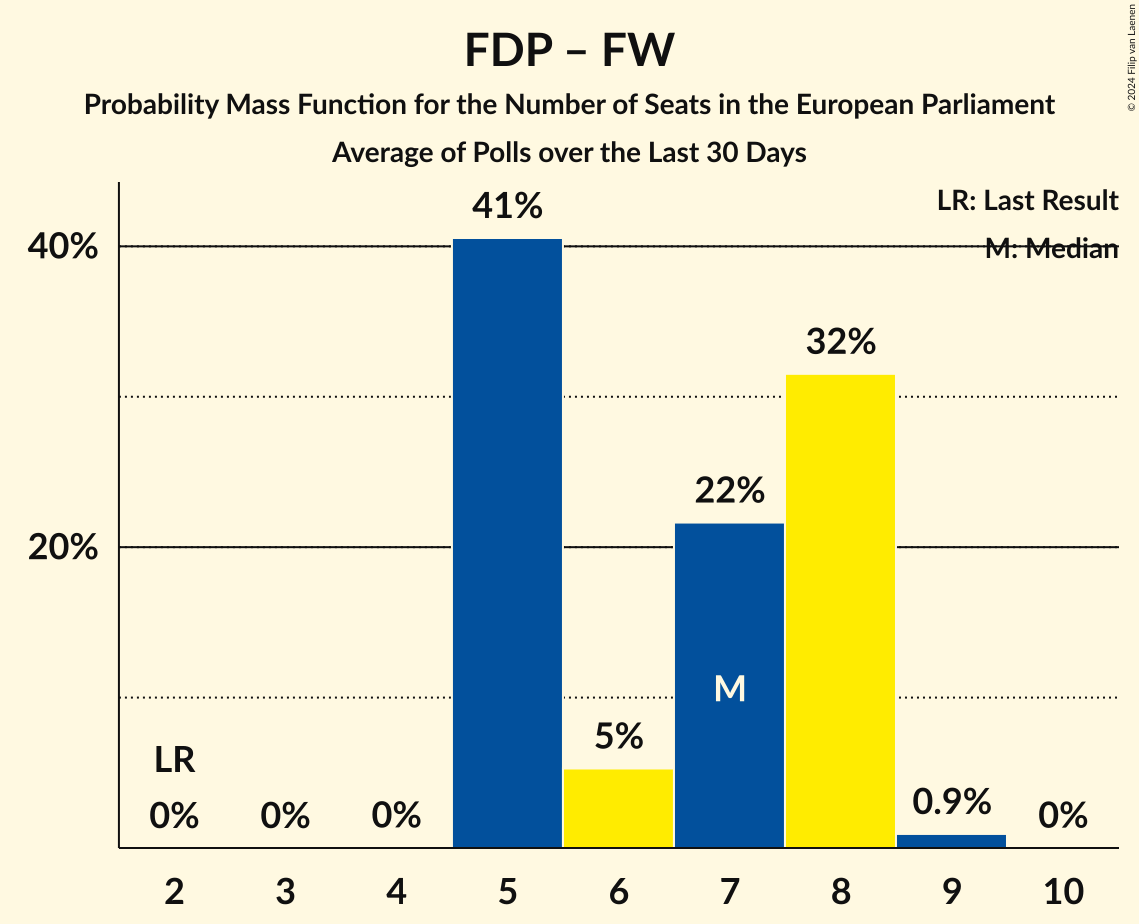 FDP – FW
Probability Mass Function for the Number of Seats in the European Parliament
Average of Polls over the Last 30 Days
© 2024 Filip van Laenen
LR: Last Result
M: Median
41%
40%
32%
22%
20%
M
5%
LR
0.9%
0% 0% 0% 0%
2 3 4 5 6 7 8 9 10